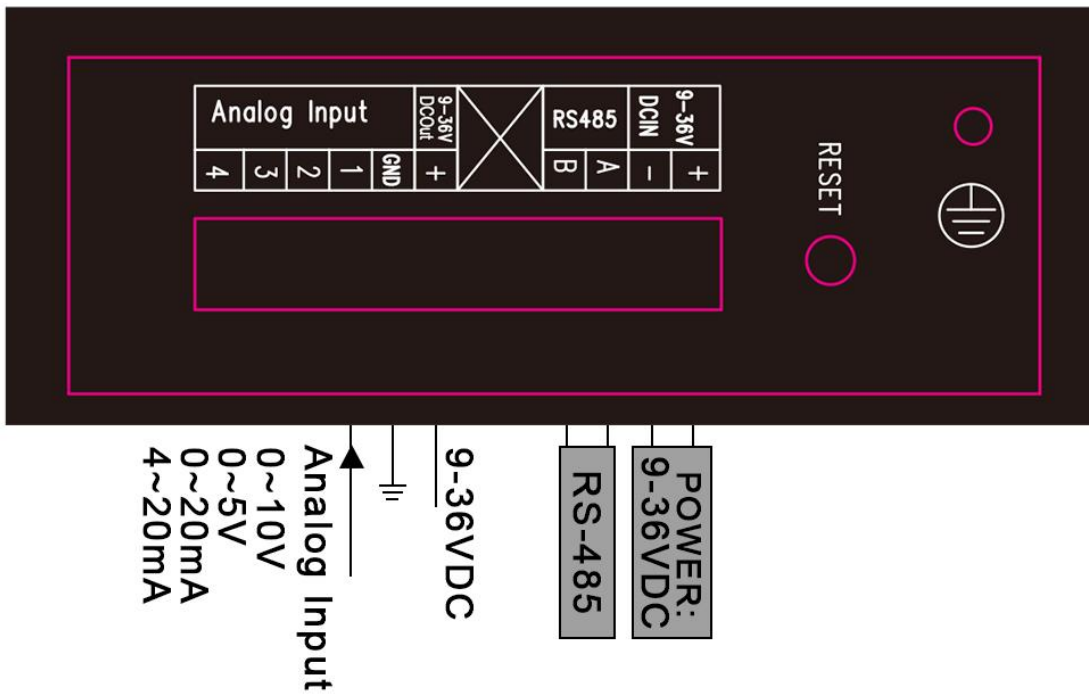 Analog Input
9-36V
DCOut
RS485
DCIN
9-36V
4
3
2
1
GND
+
B
A
-
+
RESET
Analog Input
0~10V
0~5V
0~20mA
4~20mA
9-36VDC
RS-485
POWER:
9-36VDC